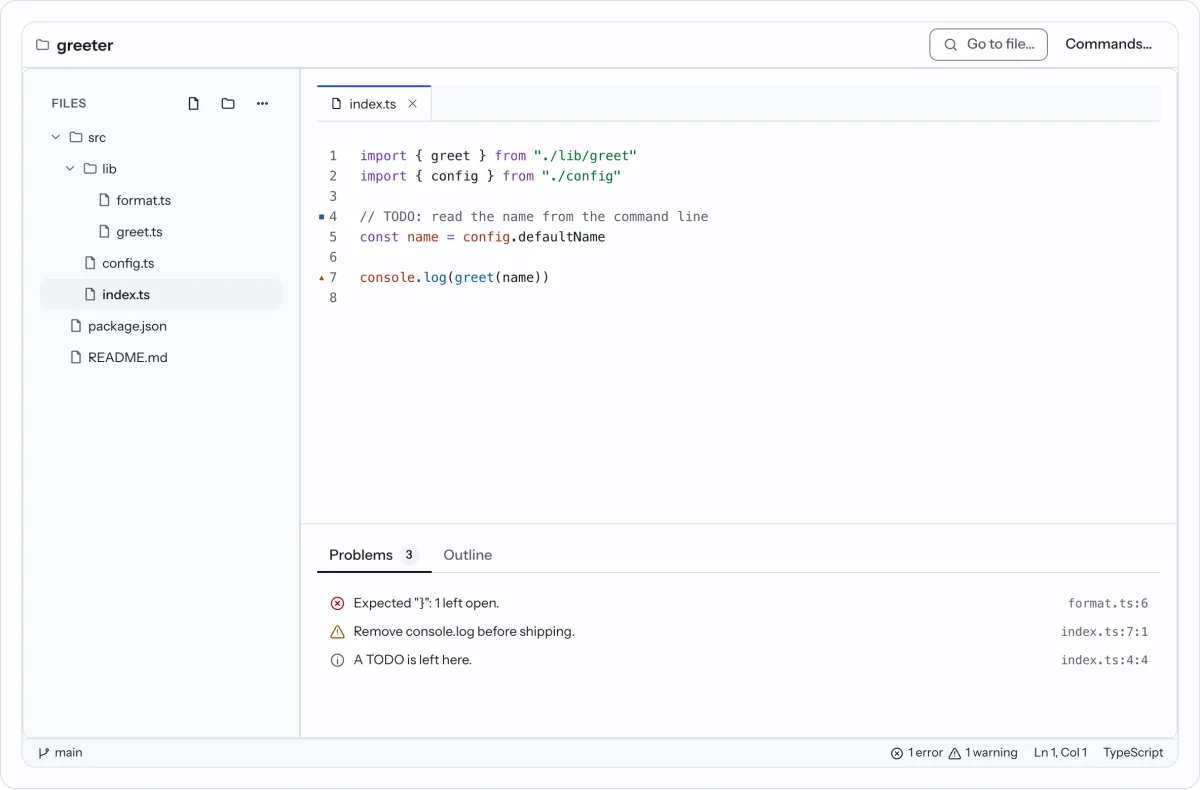 greeter
Go to file...
Commands...
FILES
src
lib
format.ts
greet.ts
config.ts
index.ts
package.json
README.md
index.ts
1 import { greet } from "./lib/greet"
2 import { config } from "./config"
3
4 // TODO: read the name from the command line
5 const name = config.defaultName
6
7 console.log(greet(name))
8
Problems 3 Outline
Expected "}": 1 left open. format.ts:6
Remove console.log before shipping. index.ts:7:1
A TODO is left here. index.ts:4:4
main
1 error 1 warning Ln 1, Col 1 TypeScript